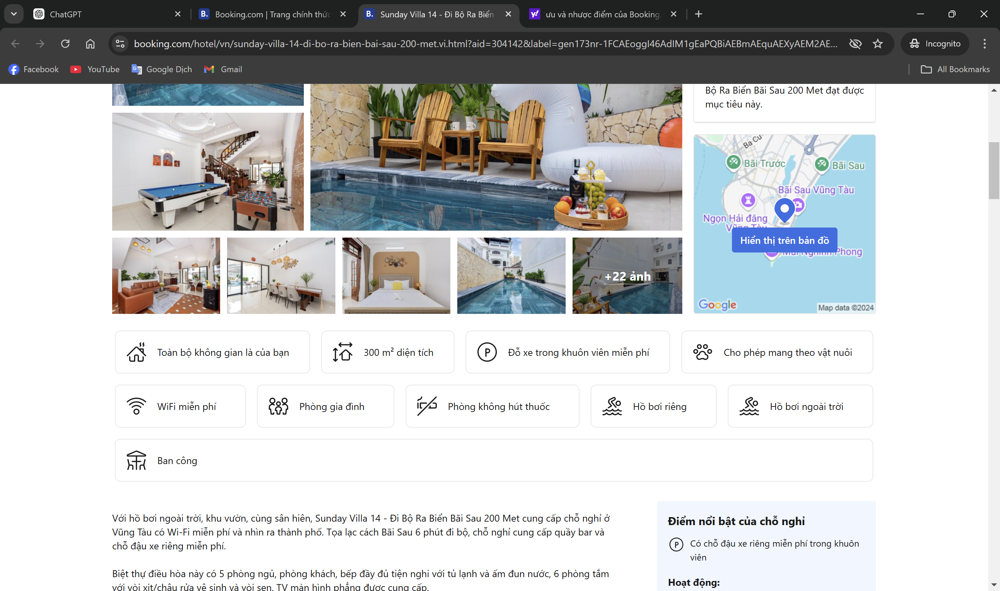 ChatGPT
Booking.com | Trang chính thức
Sunday Villa 14 - Đi Bộ Ra Biển
ưu và nhược điểm của Booking.
booking.com/hotel/vn/sunday-villa-14-di-bo-ra-bien-bai-sau-200-met.vi.html?aid=304142&label=gen173nr-1FCAEoggI46AdIM1gEaPQBiAEBmAEquAEXyAEM2AE...
Incognito
Facebook
YouTube
Google Dịch
Gmail
All Bookmarks
Bộ Ra Biển Bãi Sau 200 Met đạt được
mục tiêu này.
Ba Cu
Bãi Trước
Bãi Sau
Bãi Sau Vũng Tàu
Ngọn Hải đăng
Vũng Tàu
Hiển thị trên bản đồ
Mũi Nghinh Phong
Google
Map data ©2024
+22 ảnh
Toàn bộ không gian là của bạn
300 m² diện tích
Đỗ xe trong khuôn viên miễn phí
Cho phép mang theo vật nuôi
WiFi miễn phí
Phòng gia đình
Phòng không hút thuốc
Hồ bơi riêng
Hồ bơi ngoài trời
Ban công
Với hồ bơi ngoài trời, khu vườn, cùng sân hiên, Sunday Villa 14 - Đi Bộ Ra Biển Bãi Sau 200 Met cung cấp chỗ nghỉ ở
Vũng Tàu có Wi-Fi miễn phí và nhìn ra thành phố. Tọa lạc cách Bãi Sau 6 phút đi bộ, chỗ nghỉ cung cấp quầy bar và
chỗ đậu xe riêng miễn phí.
Biệt thự điều hòa này có 5 phòng ngủ, phòng khách, bếp đầy đủ tiện nghi với tủ lạnh và ấm đun nước, 6 phòng tắm
với vòi xịt/chậu rửa vệ sinh và vòi sen. TV màn hình phẳng được cung cấp.
Điểm nổi bật của chỗ nghỉ
Có chỗ đậu xe riêng miễn phí trong khuôn
viên
Hoạt động: